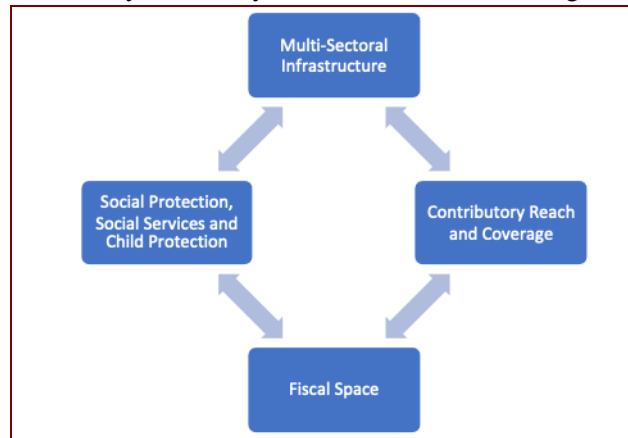 Multi-Sectoral
Infrastructure
Social Protection,
Social Services and
Child Protection
Contributory Reach
and Coverage
Fiscal Space